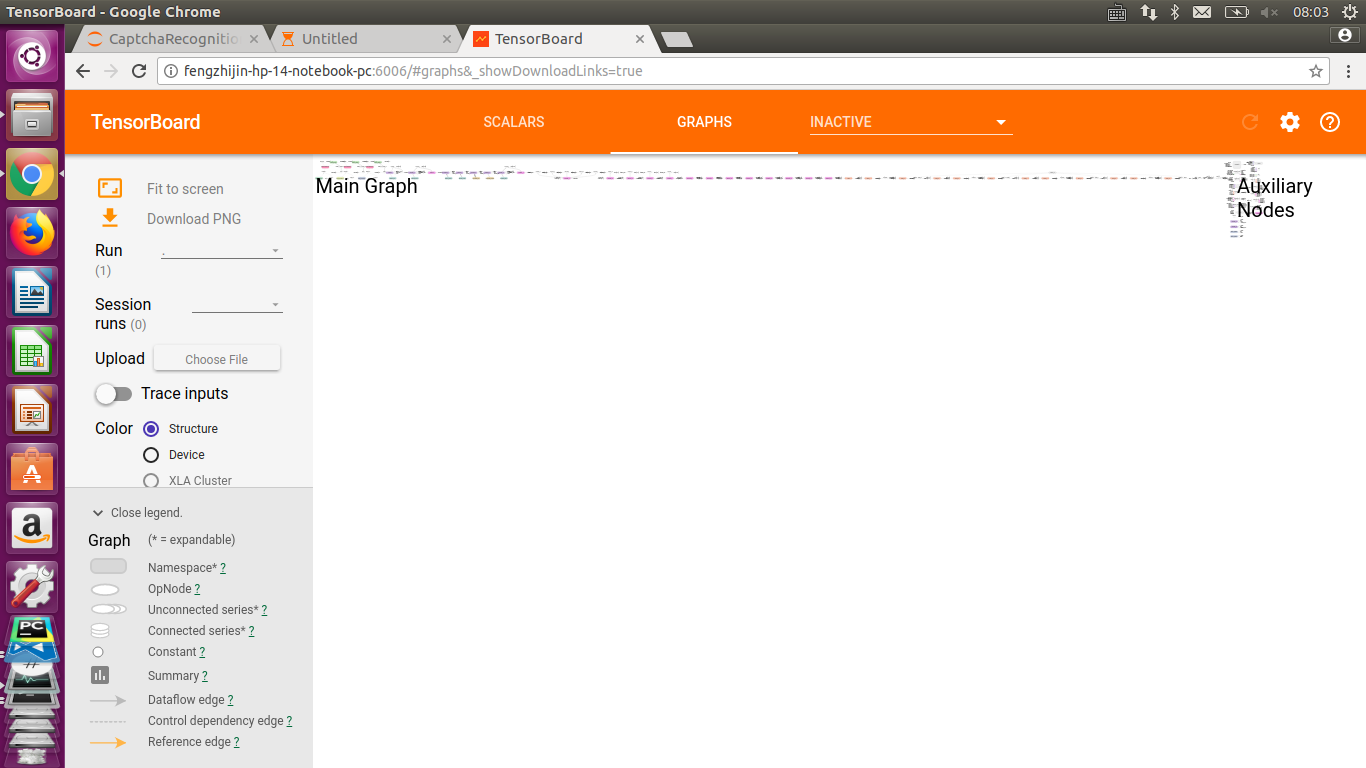 TensorBoard - Google Chrome
08:03
CaptchaRecognitio
Untitled
TensorBoard
fengzhijin-hp-14-notebook-pc:6006/#graphs&_showDownloadLinks=true
TensorBoard
SCALARS
GRAPHS
INACTIVE
Fit to screen
Download PNG
Run
(1)
.
Session
runs (0)
Upload
Choose File
Trace inputs
Color
Structure
Device
XLA Cluster
Close legend.
Graph
(* = expandable)
Namespace* ?
OpNode ?
Unconnected series* ?
Connected series* ?
Constant ?
Summary ?
Dataflow edge ?
Control dependency edge ?
Reference edge ?
Main Graph
Auxiliary
Nodes
PC
#